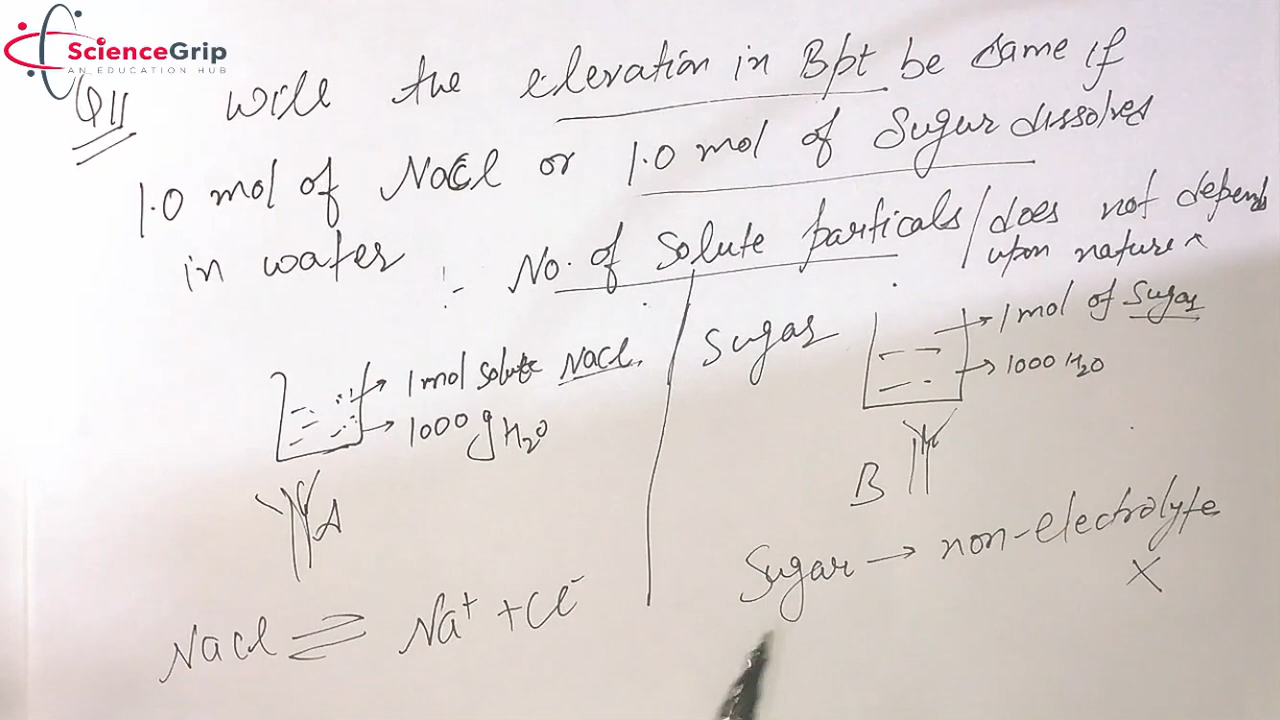 ScienceGrip
AN EDUCATION HUB
Q11 Will the elevation in Bpt be same if
1.0 mol of NaCl or 1.0 mol of Sugar dissolved
in water :- No. of Solute particals / does not depend
upon nature
1 mol solute NaCl.
1000 g H₂O
A
NaCl ⇌ Na⁺ + Cl⁻
Sugar
1 mol of Sugar
1000 H₂O
B
Sugar → non-electrolyte
X